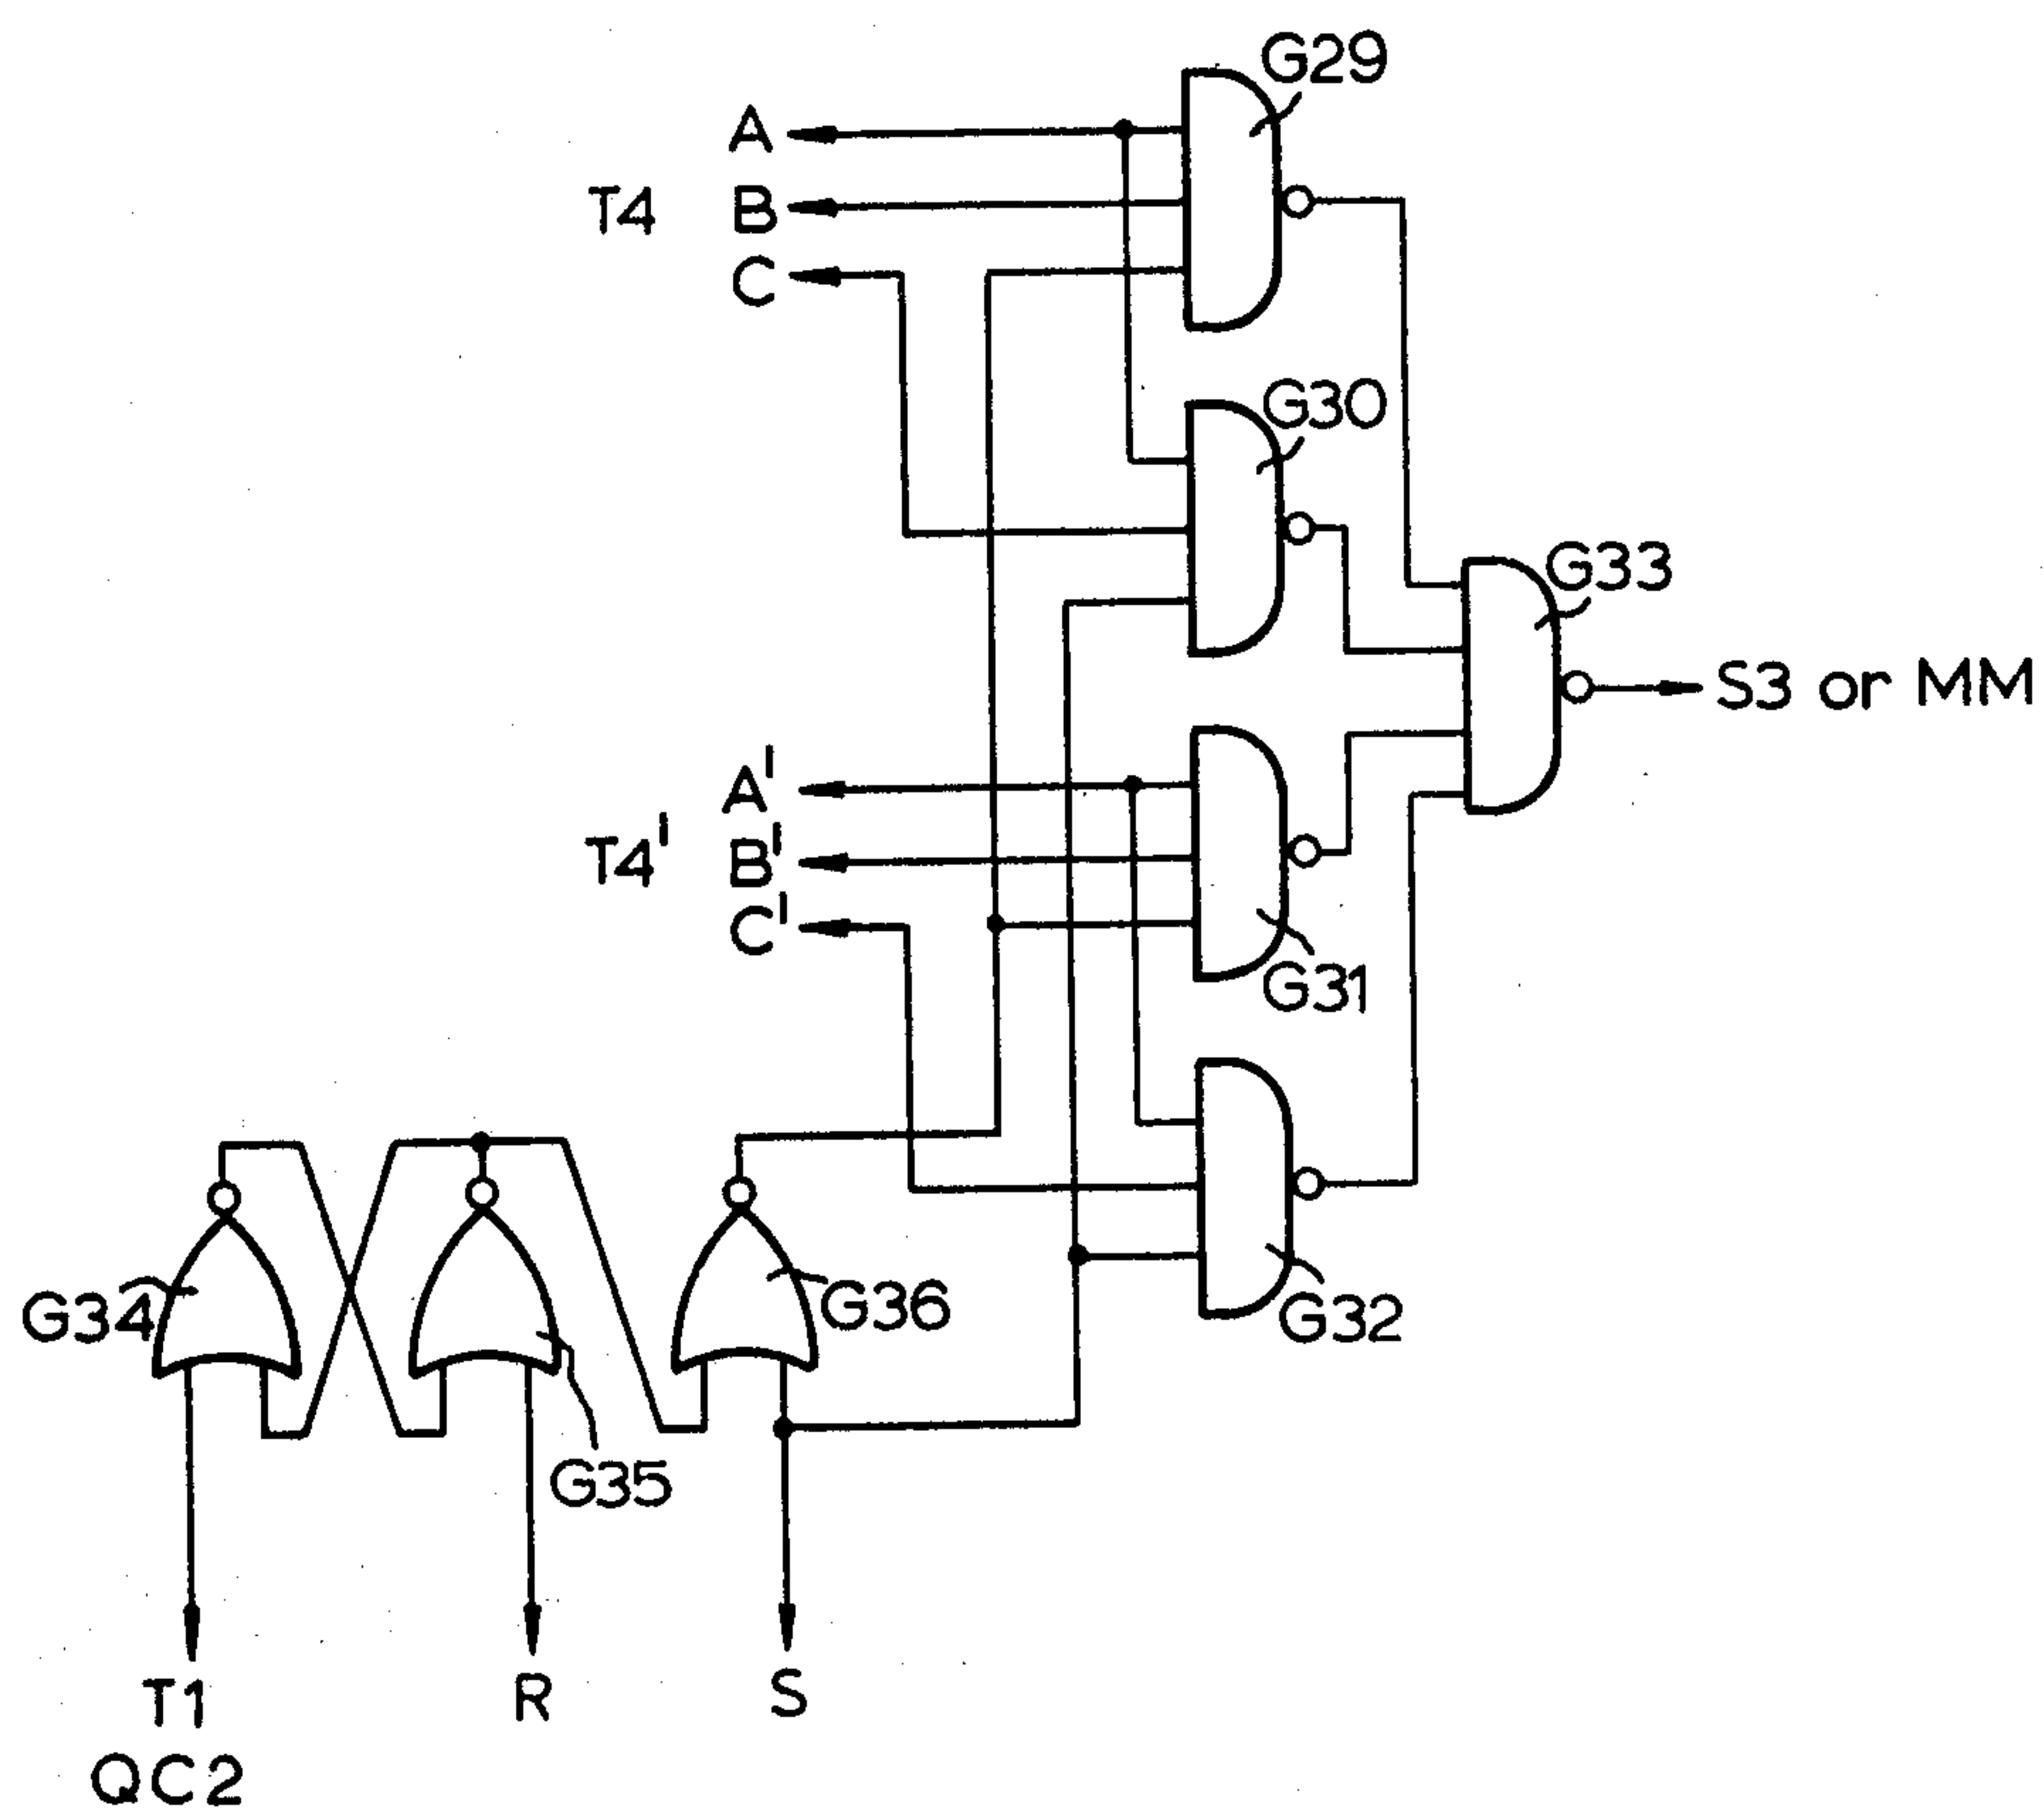 G29
A
T4 B
C
G30
G33
S3 or MM
A'
T4' B'
C'
G31
G32
G34
G36
G35
T1
QC2
R
S